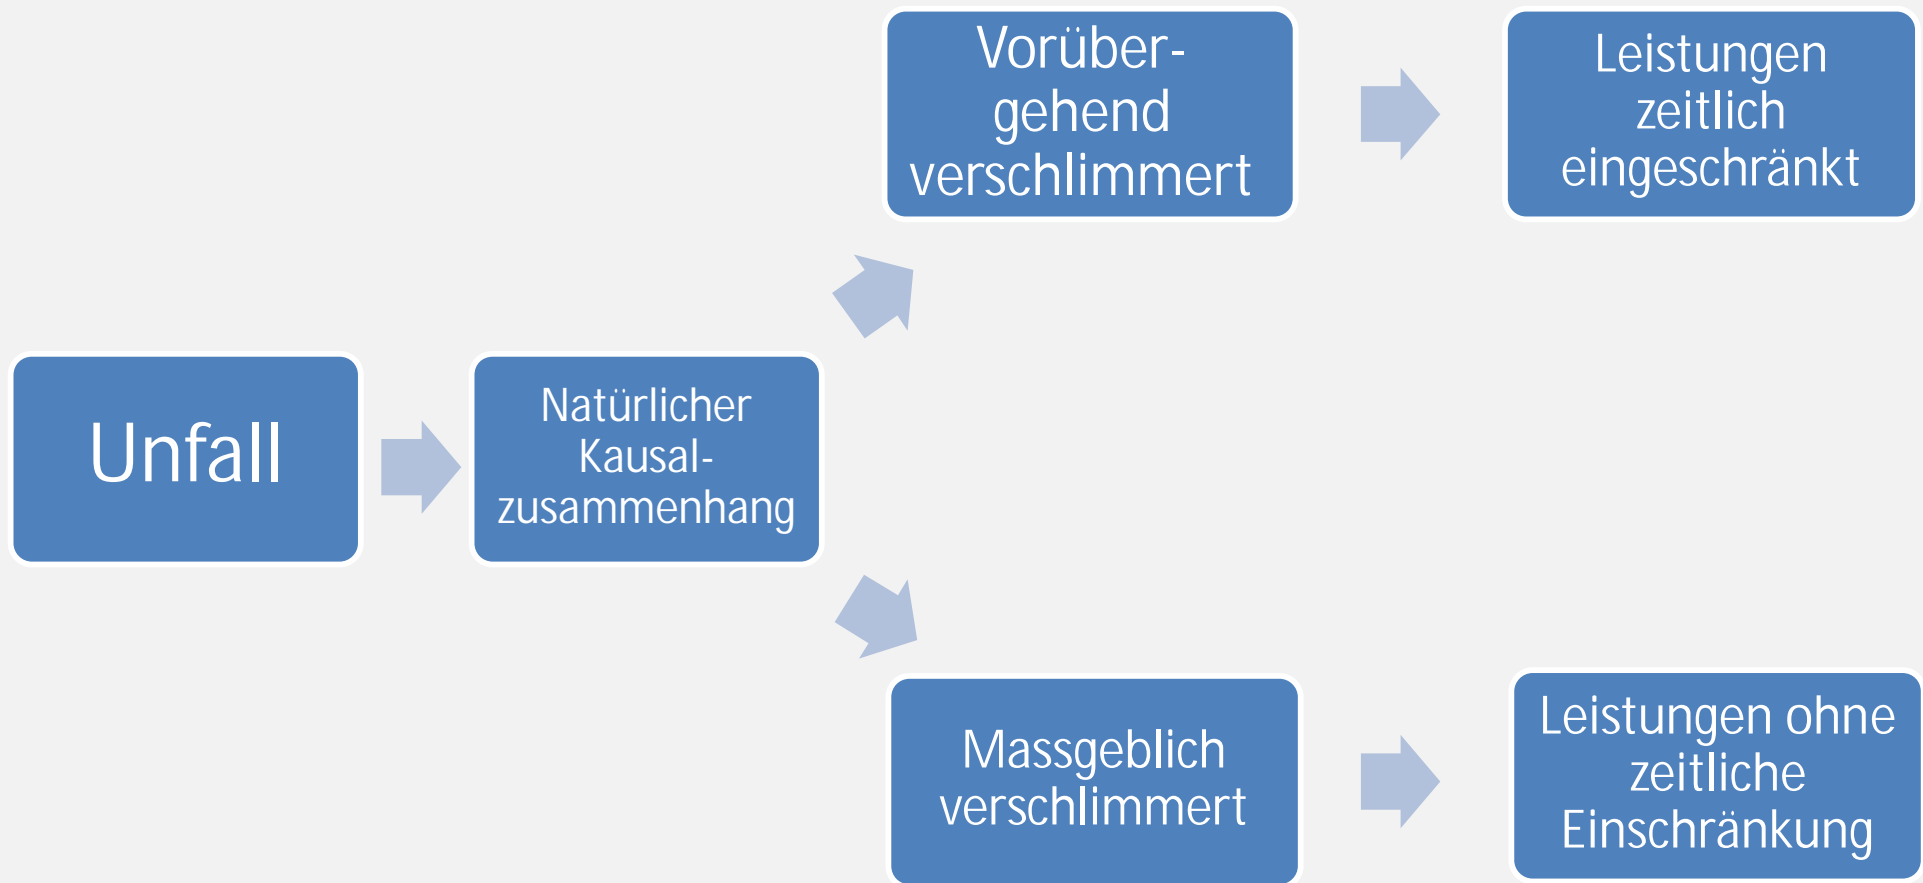 Unfall
Natürlicher
Kausal-
zusammenhang
Vorüber-
gehend
verschlimmert
Leistungen
zeitlich
eingeschränkt
Massgeblich
verschlimmert
Leistungen ohne
zeitliche
Einschränkung